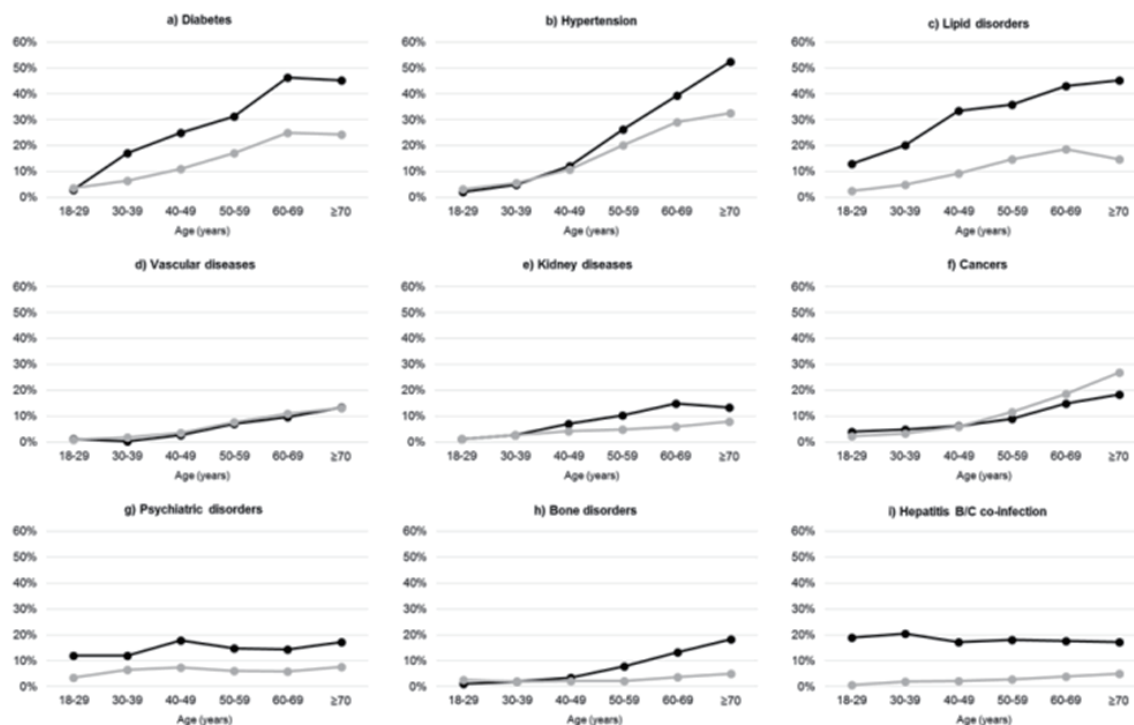 a) Diabetes
60%
50%
40%
30%
20%
10%
0%
18-29 30-39 40-49 50-59 60-69 ≥70
Age (years)
b) Hypertension
60%
50%
40%
30%
20%
10%
0%
18-29 30-39 40-49 50-59 60-69 ≥70
Age (years)
c) Lipid disorders
60%
50%
40%
30%
20%
10%
0%
18-29 30-39 40-49 50-59 60-69 ≥70
Age (years)
d) Vascular diseases
60%
50%
40%
30%
20%
10%
0%
18-29 30-39 40-49 50-59 60-69 ≥70
Age (years)
e) Kidney diseases
60%
50%
40%
30%
20%
10%
0%
18-29 30-39 40-49 50-59 60-69 ≥70
Age (years)
f) Cancers
60%
50%
40%
30%
20%
10%
0%
18-29 30-39 40-49 50-59 60-69 ≥70
Age (years)
g) Psychiatric disorders
60%
50%
40%
30%
20%
10%
0%
18-29 30-39 40-49 50-59 60-69 ≥70
Age (years)
h) Bone disorders
60%
50%
40%
30%
20%
10%
0%
18-29 30-39 40-49 50-59 60-69 ≥70
Age (years)
i) Hepatitis B/C co-infection
60%
50%
40%
30%
20%
10%
0%
18-29 30-39 40-49 50-59 60-69 ≥70
Age (years)